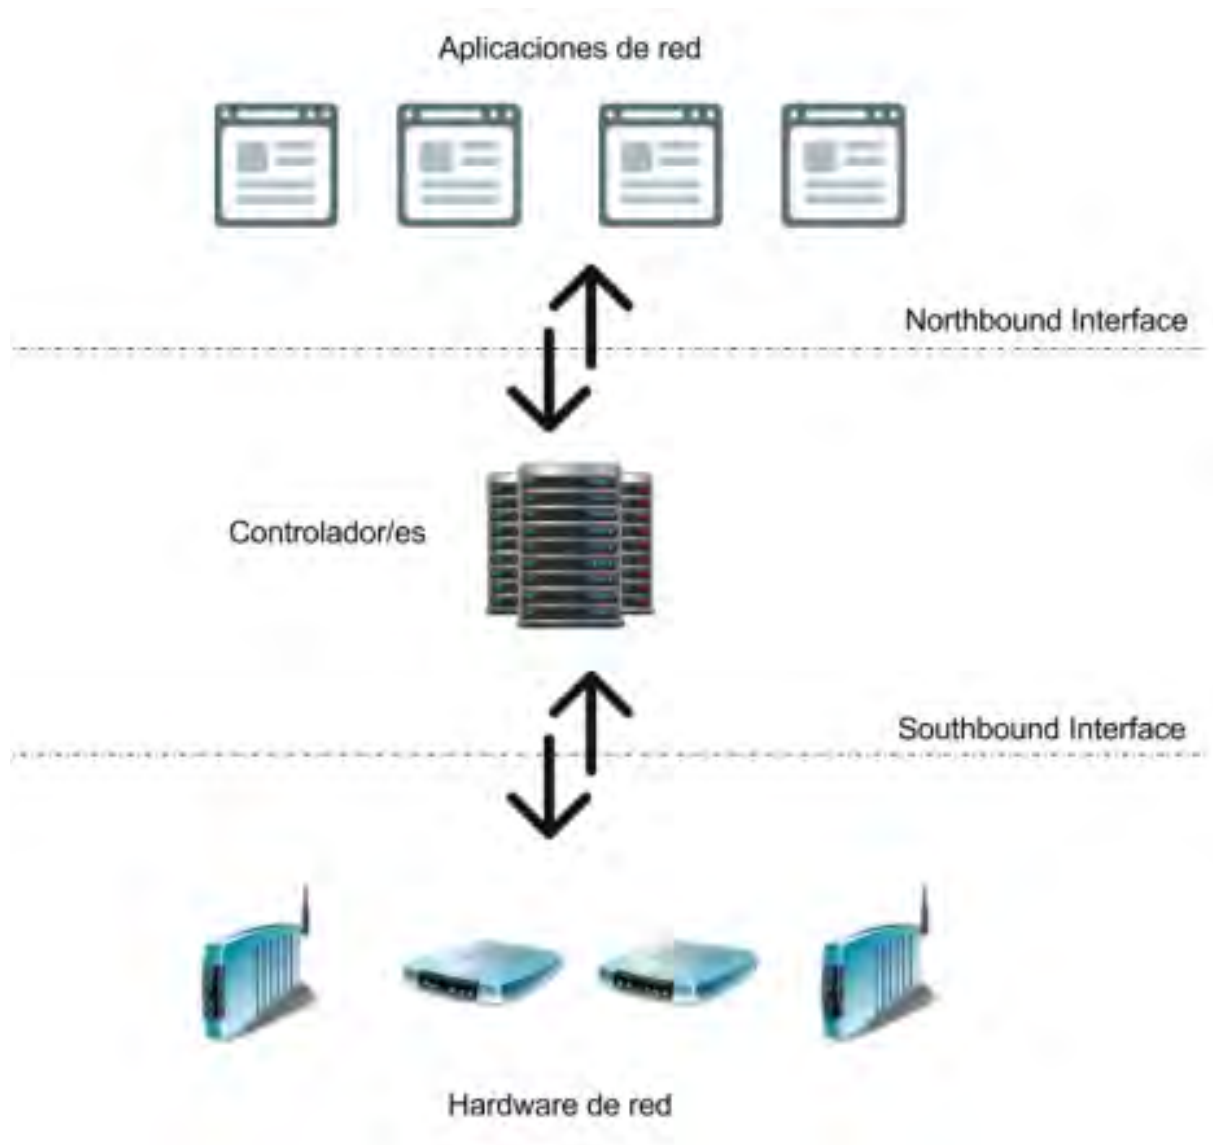 Aplicaciones de red
Northbound Interface
Controlador/es
Southbound Interface
Hardware de red